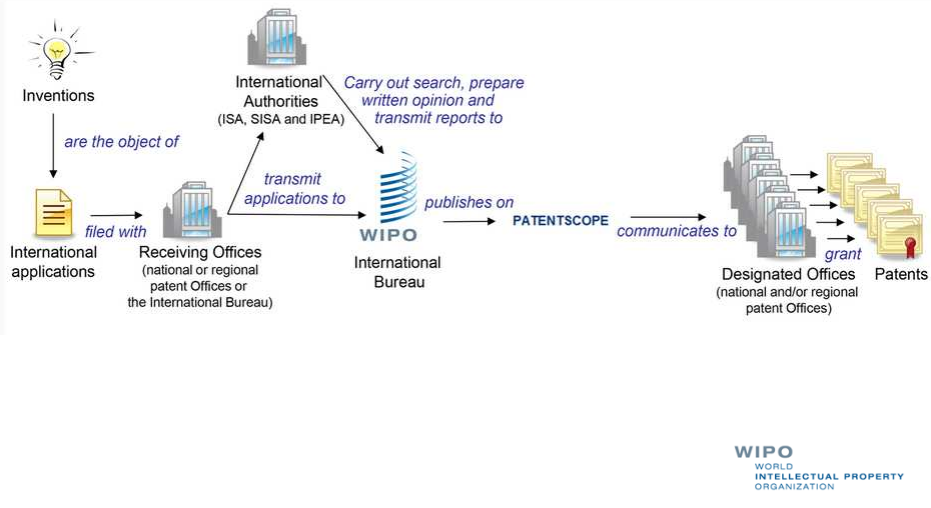 Inventions
are the object of
International
applications
filed with
Receiving Offices
(national or regional
patent Offices or
the International Bureau)
transmit
applications to
International
Authorities
(ISA, SISA and IPEA)
Carry out search, prepare
written opinion and
transmit reports to
WIPO
International
Bureau
publishes on
PATENTSCOPE
communicates to
Designated Offices
(national and/or regional
patent Offices)
grant
Patents
WIPO
WORLD
INTELLECTUAL PROPERTY
ORGANIZATION